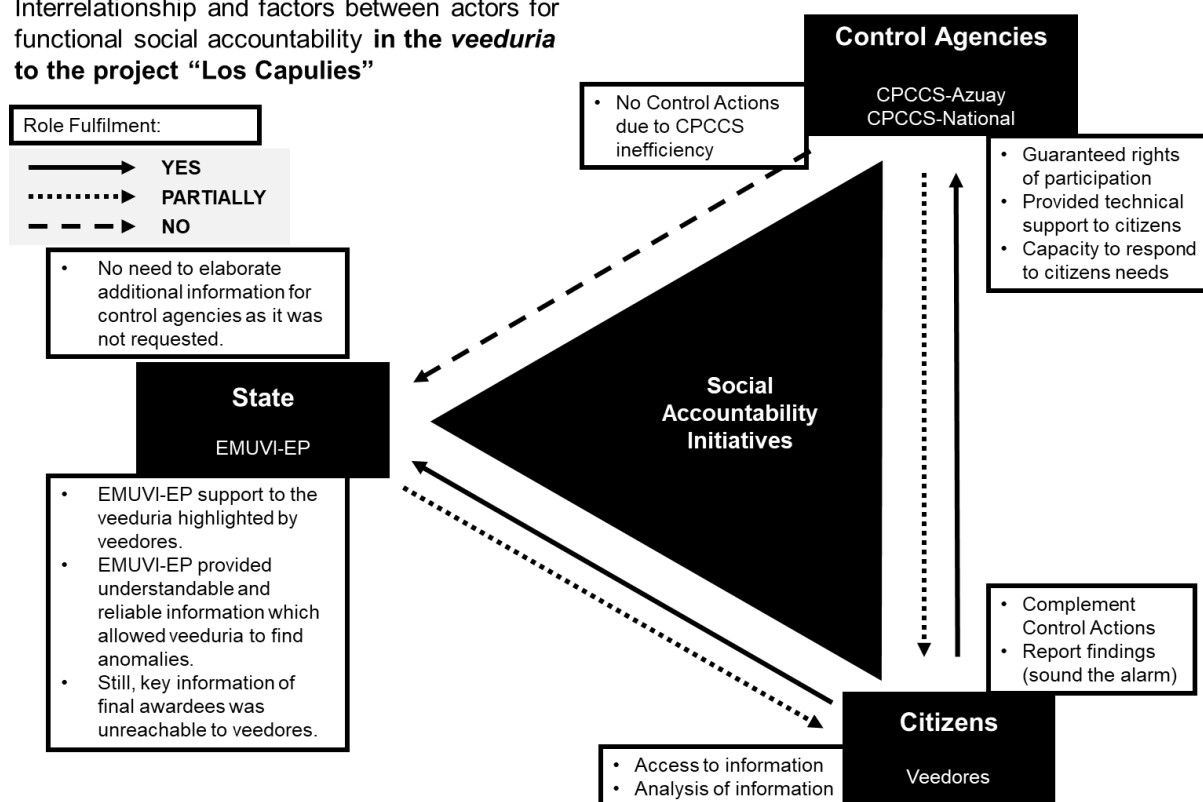 Interrelationship and factors between actors for
functional social accountability in the veeduria
to the project “Los Capulies”
Role Fulfilment:
YES
PARTIALLY
NO
Control Agencies
CPCCS-Azuay
CPCCS-National
• No Control Actions
due to CPCCS
inefficiency
• Guaranteed rights
of participation
• Provided technical
support to citizens
• Capacity to respond
to citizens needs
• No need to elaborate
additional information for
control agencies as it was
not requested.
State
EMUVI-EP
Social
Accountability
Initiatives
• EMUVI-EP support to the
veeduria highlighted by
veedores.
• EMUVI-EP provided
understandable and
reliable information which
allowed veeduria to find
anomalies.
• Still, key information of
final awardees was
unreachable to veedores.
• Complement
Control Actions
• Report findings
(sound the alarm)
Citizens
Veedores
• Access to information
• Analysis of information